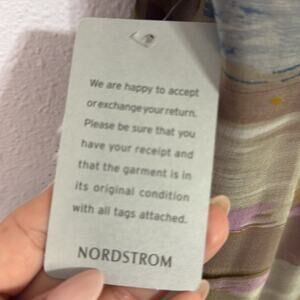 We are happy to accept
or exchange your return.
Please be sure that you
have your receipt and
that the garment is in
its original condition
with all tags attached.
NORDSTROM